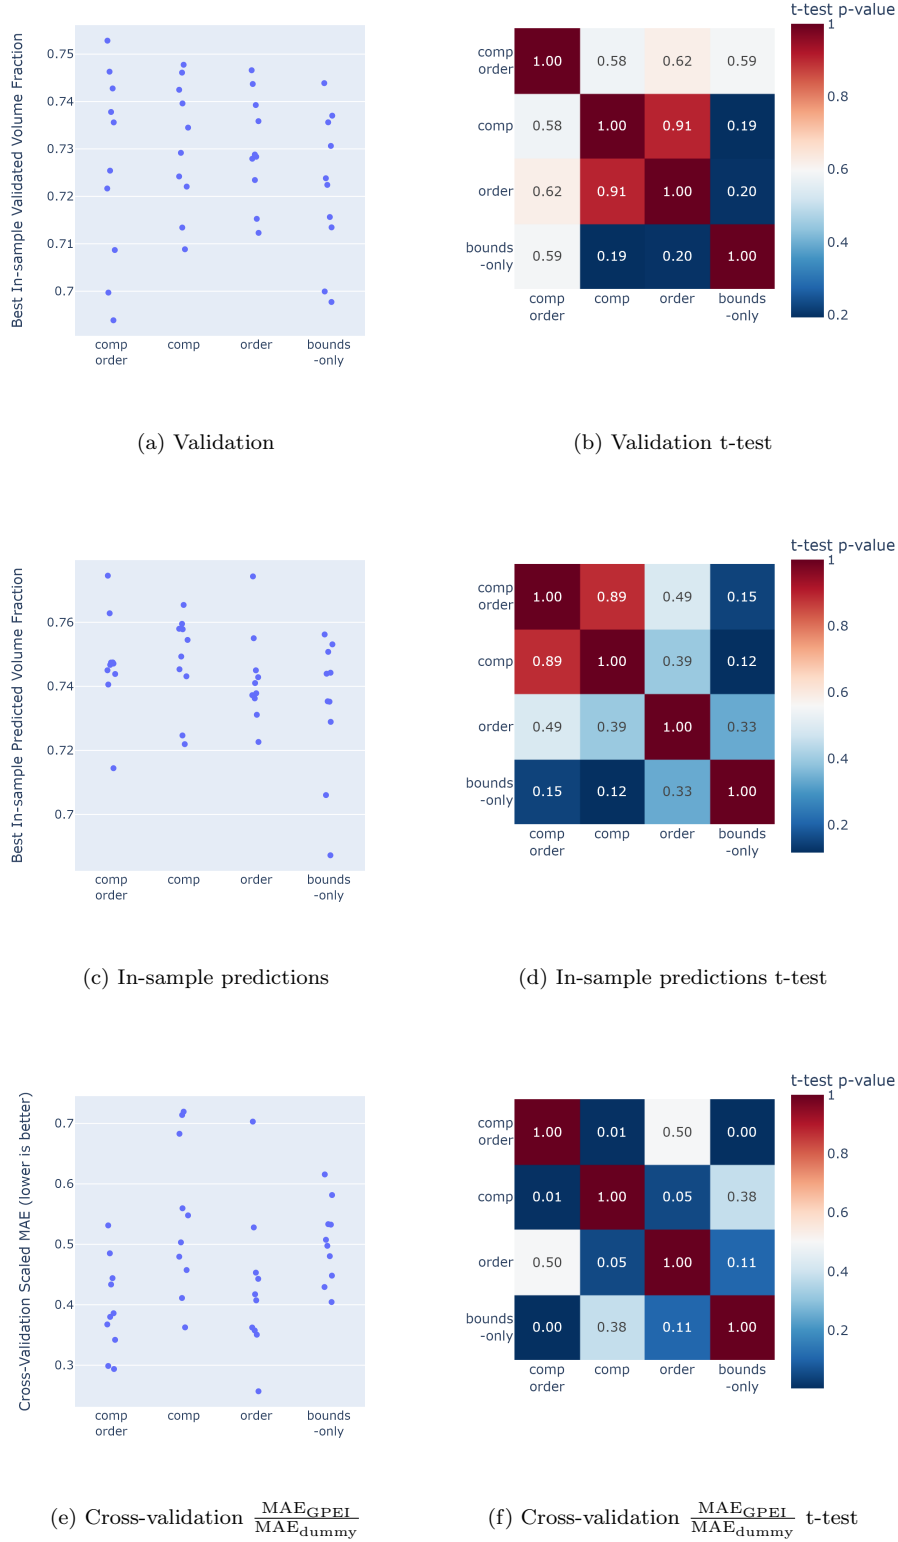 Best In-sample Validated Volume Fraction
0.75
0.74
0.73
0.72
0.71
0.7
comp
order
comp
order
bounds
-only
(a) Validation
t-test p-value
comp
order
comp
order
bounds
-only
1.00 0.58 0.62 0.59
0.58 1.00 0.91 0.19
0.62 0.91 1.00 0.20
0.59 0.19 0.20 1.00
comp
order
comp
order
bounds
-only
1
0.8
0.6
0.4
0.2
(b) Validation t-test
Best In-sample Predicted Volume Fraction
0.76
0.74
0.72
0.7
comp
order
comp
order
bounds
-only
(c) In-sample predictions
t-test p-value
comp
order
comp
order
bounds
-only
1.00 0.89 0.49 0.15
0.89 1.00 0.39 0.12
0.49 0.39 1.00 0.33
0.15 0.12 0.33 1.00
comp
order
comp
order
bounds
-only
1
0.8
0.6
0.4
0.2
(d) In-sample predictions t-test
Cross-Validation Scaled MAE (lower is better)
0.7
0.6
0.5
0.4
0.3
comp
order
comp
order
bounds
-only
(e) Cross-validation MAE_GPEI / MAE_dummy
t-test p-value
comp
order
comp
order
bounds
-only
1.00 0.01 0.50 0.00
0.01 1.00 0.05 0.38
0.50 0.05 1.00 0.11
0.00 0.38 0.11 1.00
comp
order
comp
order
bounds
-only
1
0.8
0.6
0.4
0.2
(f) Cross-validation MAE_GPEI / MAE_dummy t-test